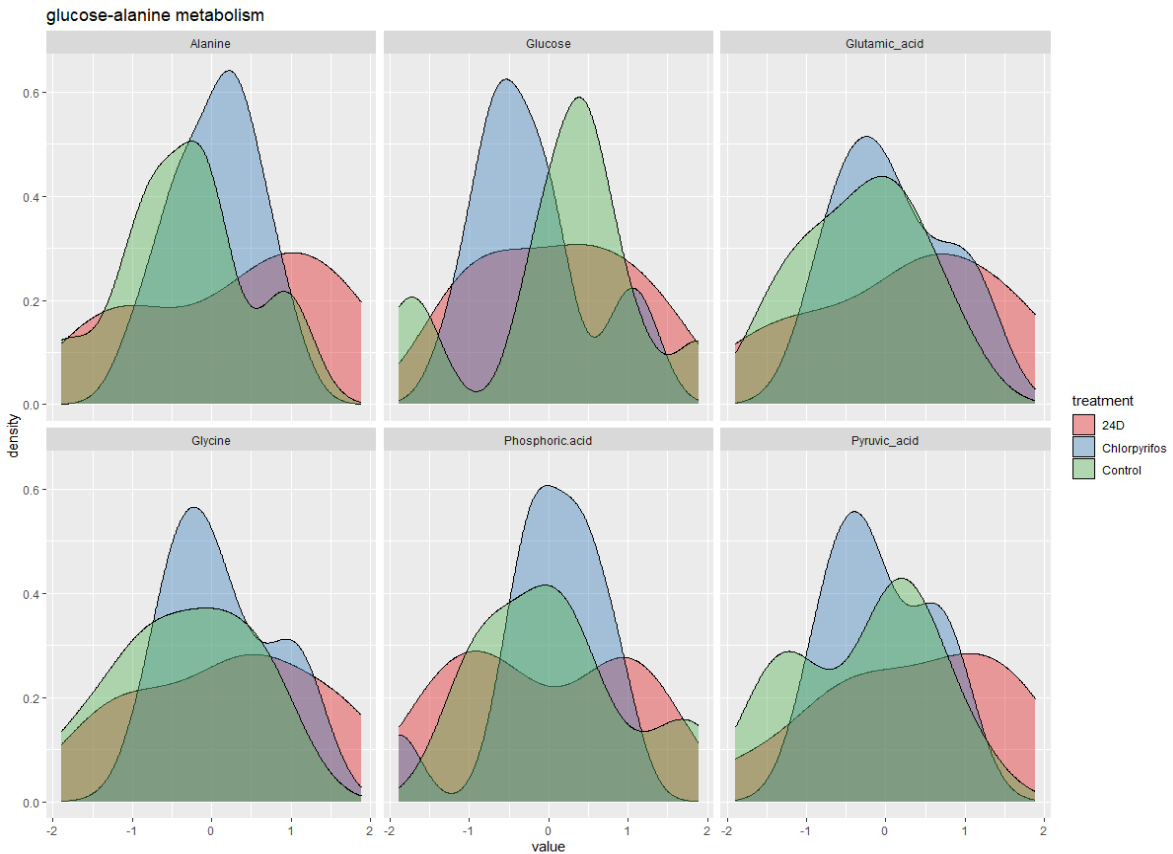 glucose-alanine metabolism
Alanine
Glucose
Glutamic_acid
0.6
0.4
0.2
0.0
density
Glycine
Phosphoric.acid
Pyruvic_acid
0.6
0.4
0.2
0.0
-2 -1 0 1 2 -2 -1 0 1 2 -2 -1 0 1 2
value
treatment
24D
Chlorpyrifos
Control